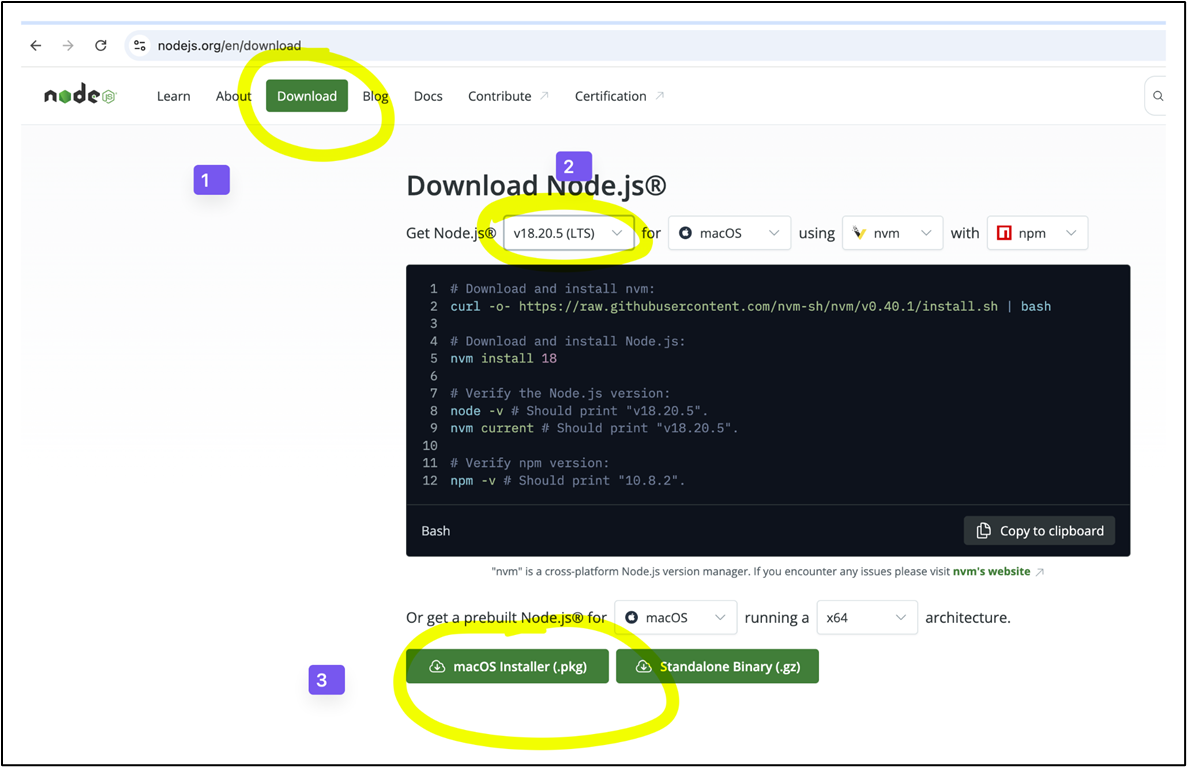 nodejs.org/en/download
node JS Learn About Download Blog Docs Contribute Certification
1
2
Download Node.js®
Get Node.js® v18.20.5 (LTS) for macOS using nvm with npm
1 # Download and install nvm:
2 curl -o- https://raw.githubusercontent.com/nvm-sh/nvm/v0.40.1/install.sh | bash
3
4 # Download and install Node.js:
5 nvm install 18
6
7 # Verify the Node.js version:
8 node -v # Should print "v18.20.5".
9 nvm current # Should print "v18.20.5".
10
11 # Verify npm version:
12 npm -v # Should print "10.8.2".
Bash Copy to clipboard
"nvm" is a cross-platform Node.js version manager. If you encounter any issues please visit nvm's website
Or get a prebuilt Node.js® for macOS running a x64 architecture.
macOS Installer (.pkg) Standalone Binary (.gz)
3